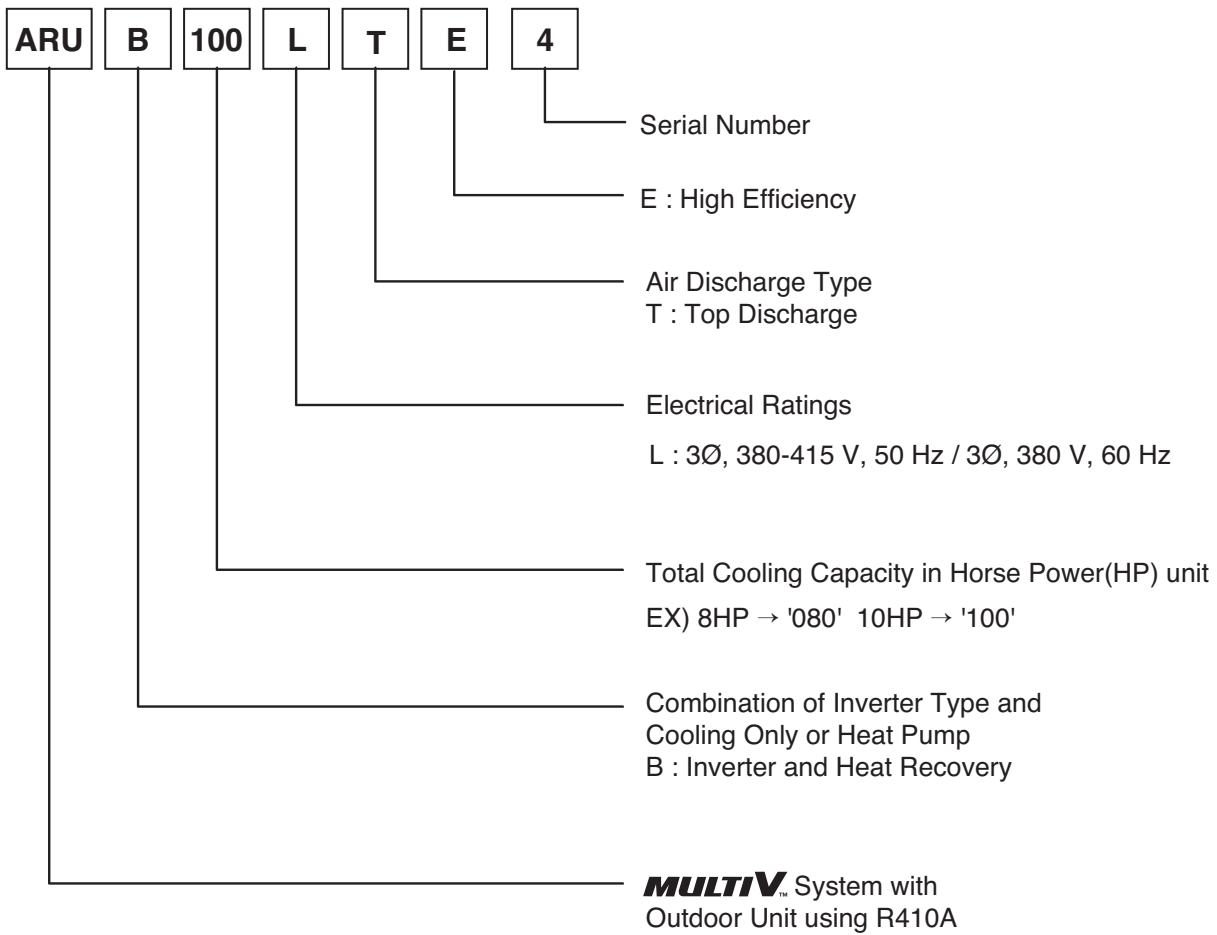 ARU B 100 L T E 4
Serial Number
E : High Efficiency
Air Discharge Type
T : Top Discharge
Electrical Ratings
L : 3Ø, 380-415 V, 50 Hz / 3Ø, 380 V, 60 Hz
Total Cooling Capacity in Horse Power(HP) unit
EX) 8HP → '080' 10HP → '100'
Combination of Inverter Type and
Cooling Only or Heat Pump
B : Inverter and Heat Recovery
MULTI V™ System with
Outdoor Unit using R410A